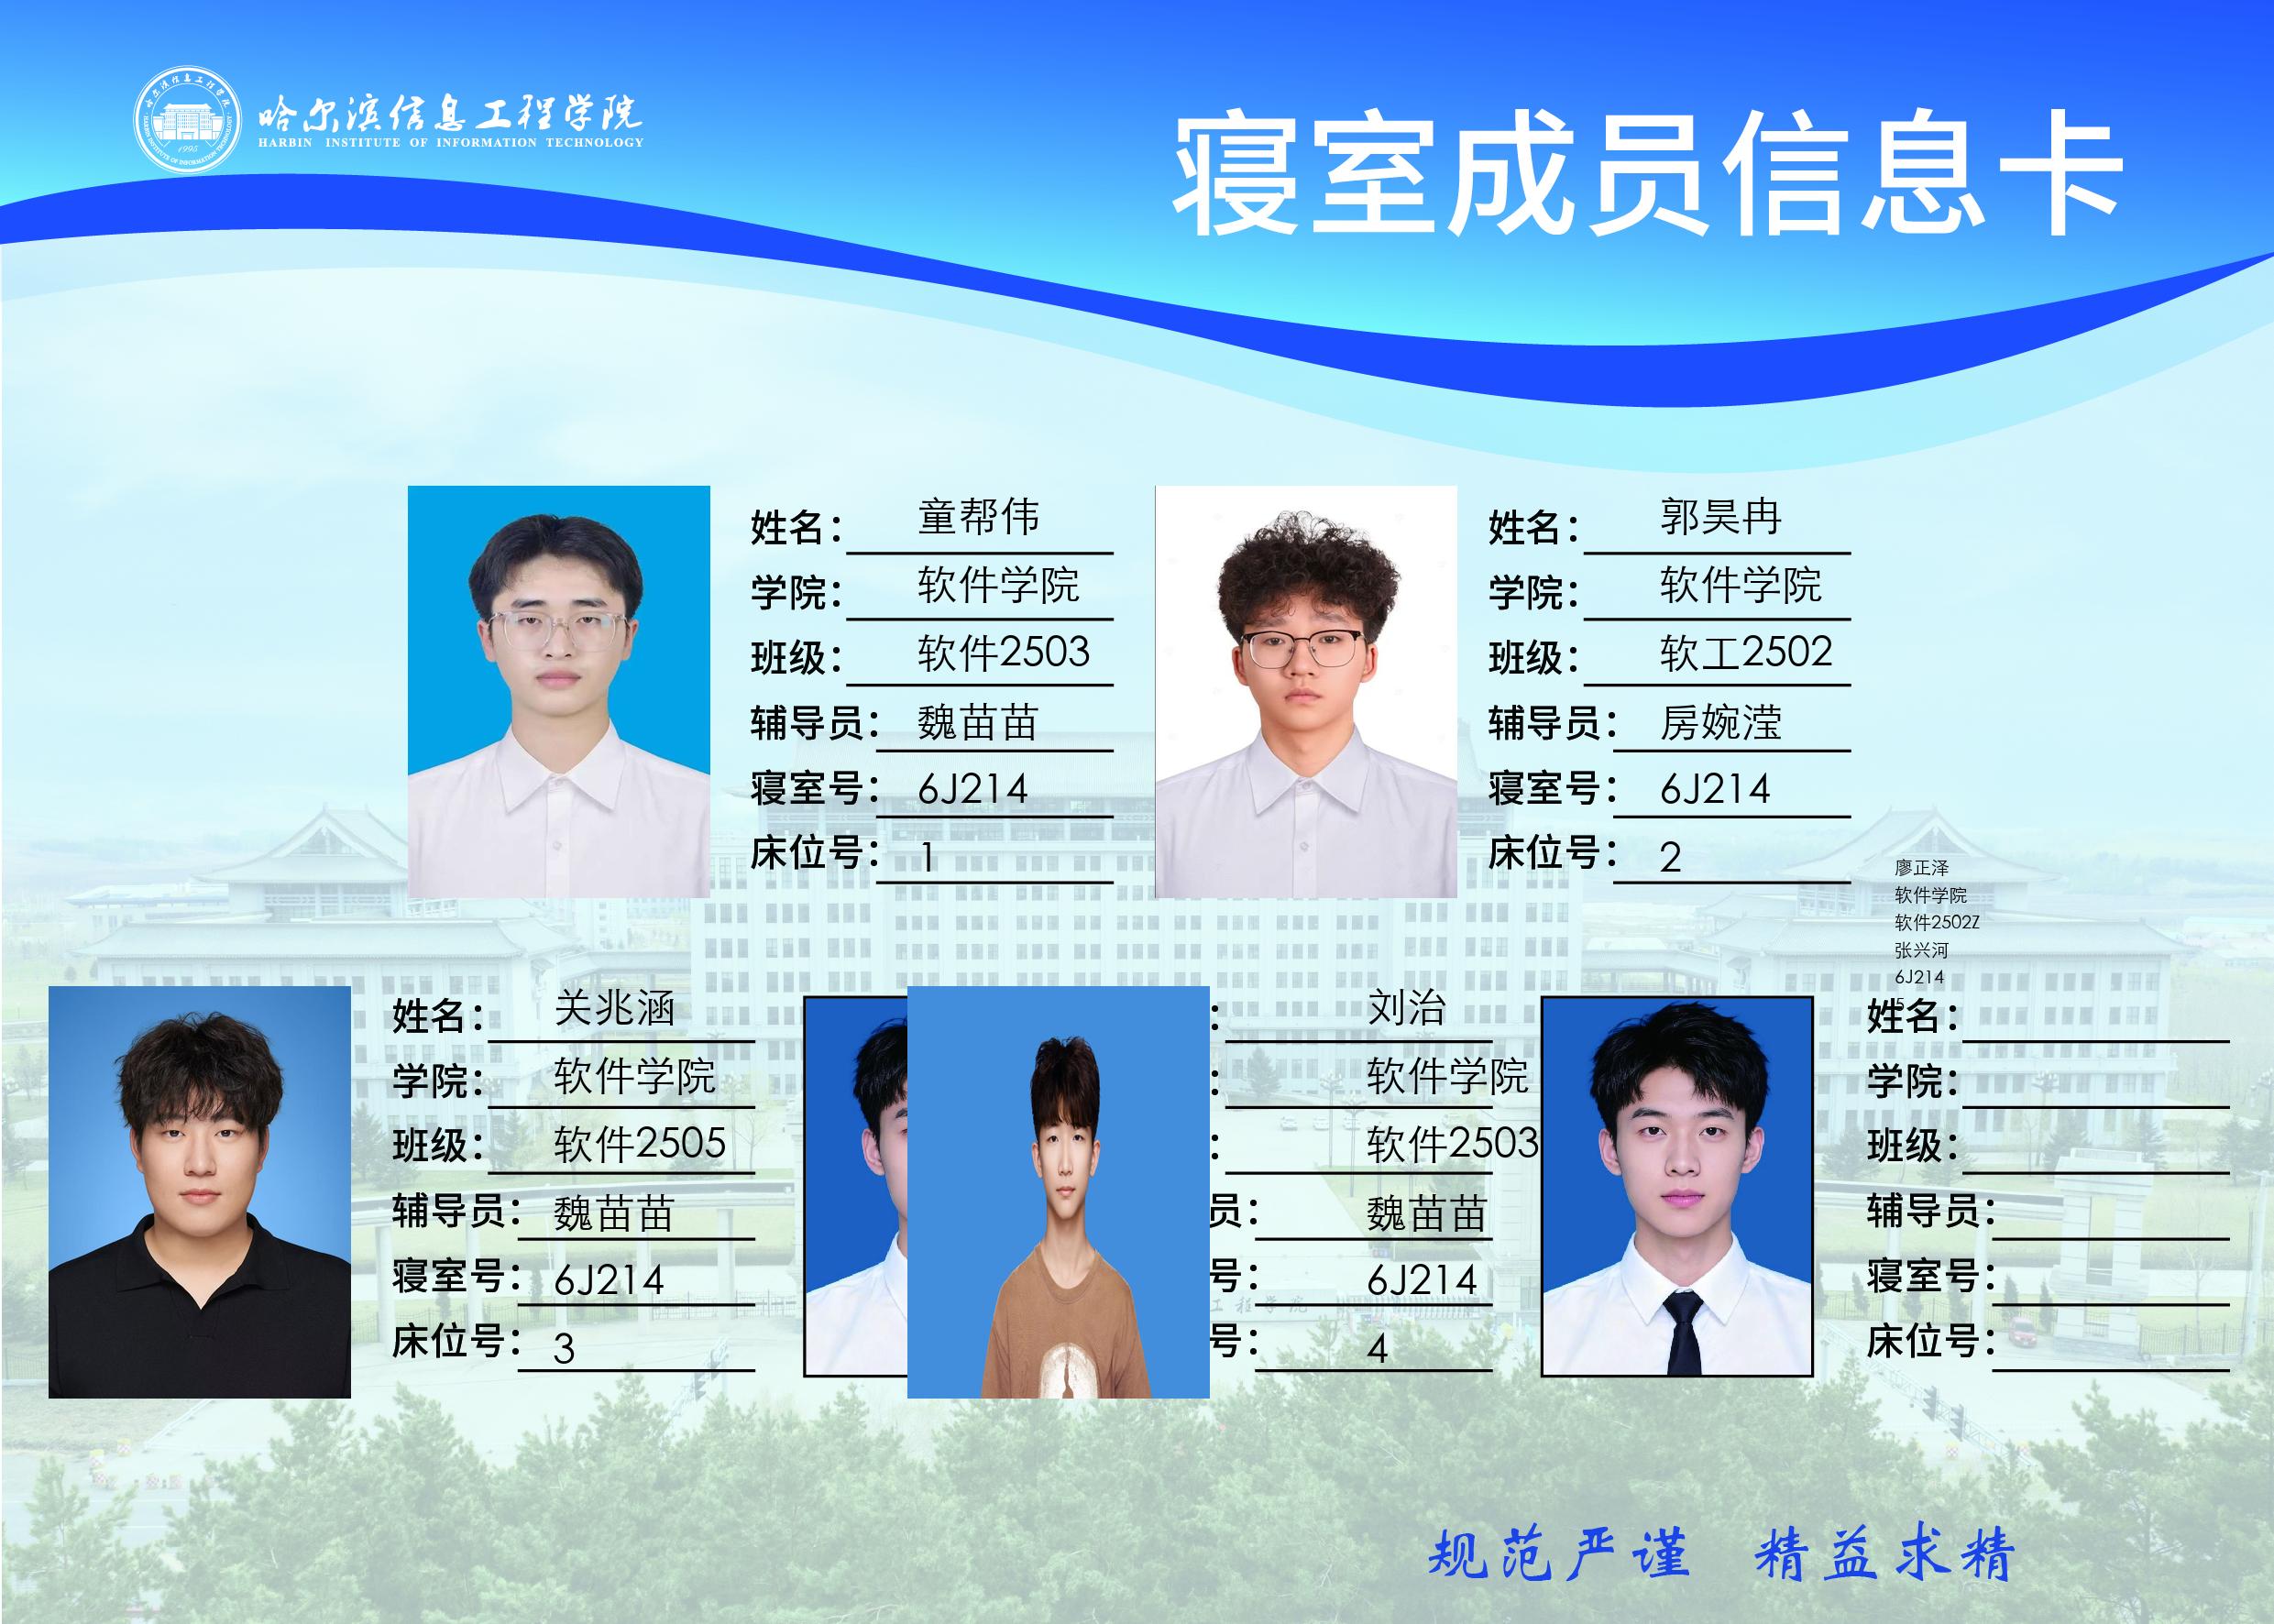 哈尔滨信息工程学院
HARBIN INSTITUTE OF INFORMATION TECHNOLOGY
1995
寝室成员信息卡
姓名： 童帮伟
学院： 软件学院
班级： 软件2503
辅导员： 魏苗苗
寝室号： 6J214
床位号： 1
姓名： 郭昊冉
学院： 软件学院
班级： 软工2502
辅导员： 房婉滢
寝室号： 6J214
床位号： 2
廖正泽
软件学院
软件2502Z
张兴河
6J214
5
姓名： 关兆涵
学院： 软件学院
班级： 软件2505
辅导员： 魏苗苗
寝室号： 6J214
床位号： 3
： 刘治
： 软件学院
： 软件2503
员： 魏苗苗
号： 6J214
号： 4
姓名：
学院：
班级：
辅导员：
寝室号：
床位号：
规范严谨 精益求精